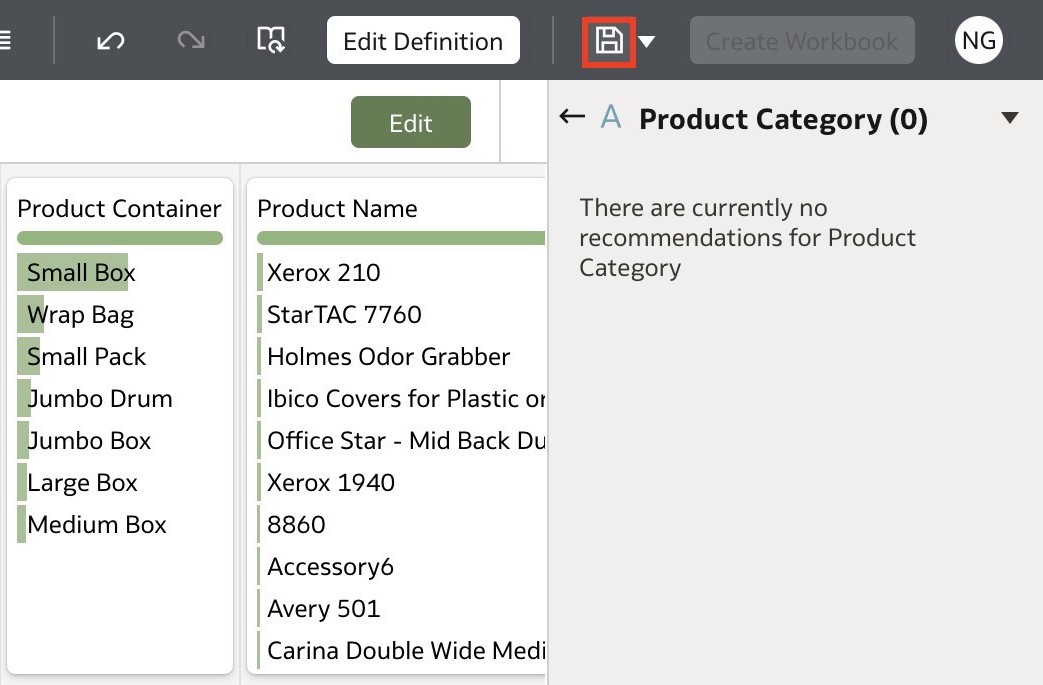 Edit Definition
Create Workbook
NG
Edit
A Product Category (0)
There are currently no
recommendations for Product
Category
Product Container
Small Box
Wrap Bag
Small Pack
Jumbo Drum
Jumbo Box
Large Box
Medium Box
Product Name
Xerox 210
StarTAC 7760
Holmes Odor Grabber
Ibico Covers for Plastic or
Office Star - Mid Back Du
Xerox 1940
8860
Accessory6
Avery 501
Carina Double Wide Medi